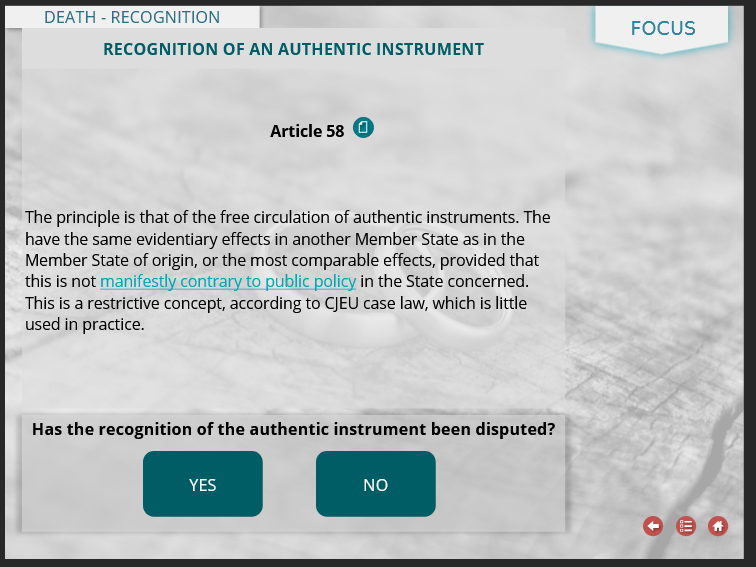 DEATH - RECOGNITION
FOCUS
RECOGNITION OF AN AUTHENTIC INSTRUMENT
Article 58
The principle is that of the free circulation of authentic instruments. The
have the same evidentiary effects in another Member State as in the
Member State of origin, or the most comparable effects, provided that
this is not manifestly contrary to public policy in the State concerned.
This is a restrictive concept, according to CJEU case law, which is little
used in practice.
Has the recognition of the authentic instrument been disputed?
YES
NO